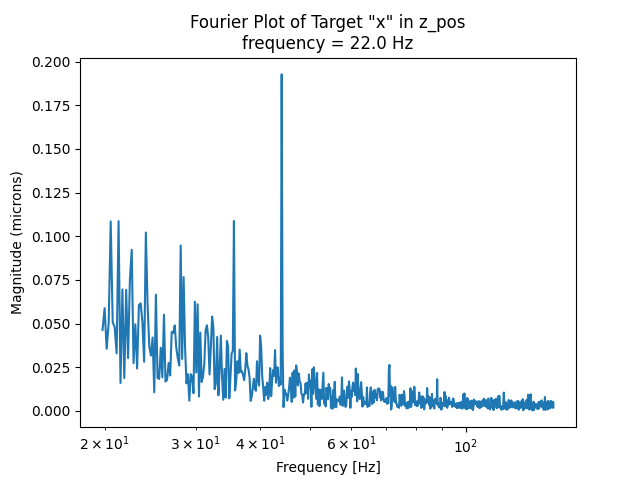 Fourier Plot of Target "x" in z_pos
frequency = 22.0 Hz
Magnitude (microns)
0.200
0.175
0.150
0.125
0.100
0.075
0.050
0.025
0.000
2 × 10¹ 3 × 10¹ 4 × 10¹ 6 × 10¹ 10²
Frequency [Hz]